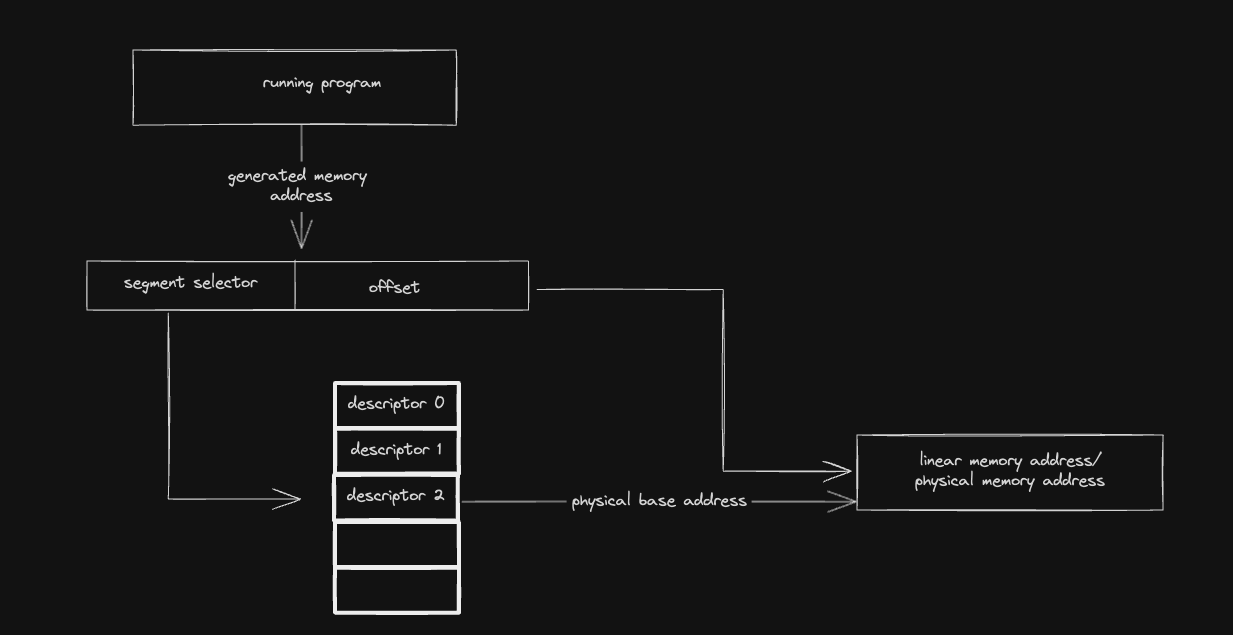 running program
generated memory
address
segment selector
offset
descriptor 0
descriptor 1
descriptor 2
physical base address
linear memory address/
physical memory address